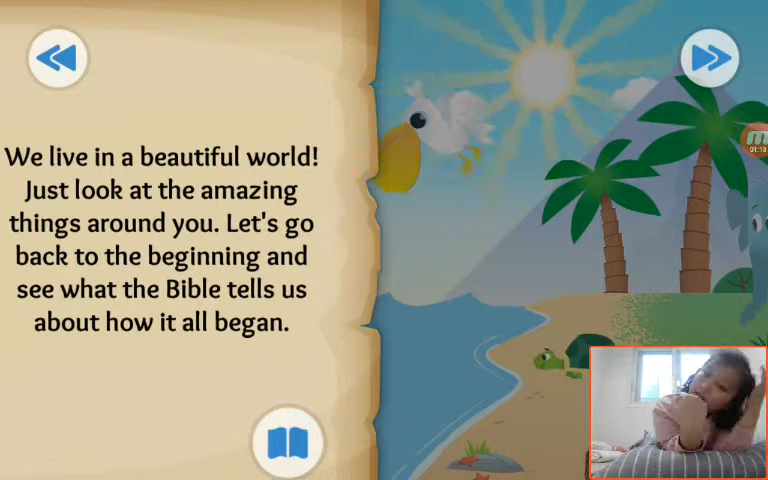 We live in a beautiful world!
Just look at the amazing
things around you. Let's go
back to the beginning and
see what the Bible tells us
about how it all began.
01:18